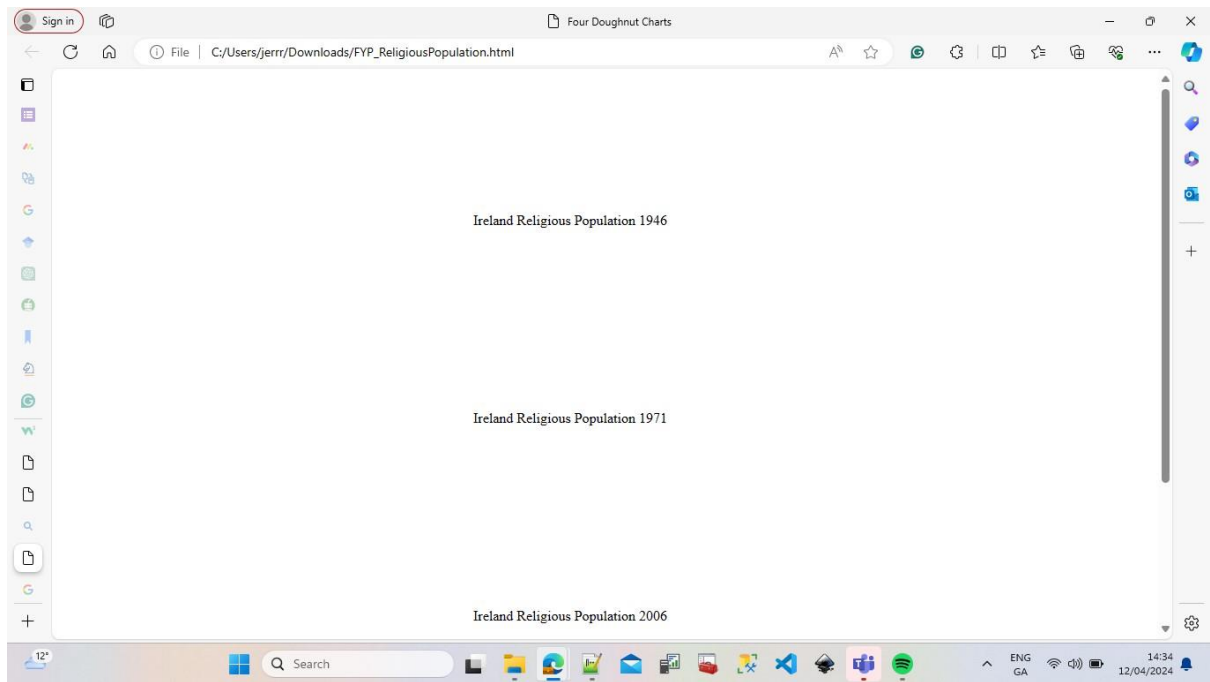 Sign in
Four Doughnut Charts
File | C:/Users/jerrr/Downloads/FYP_ReligiousPopulation.html
Ireland Religious Population 1946
Ireland Religious Population 1971
Ireland Religious Population 2006
12°
Search
ENG
GA
14:34
12/04/2024